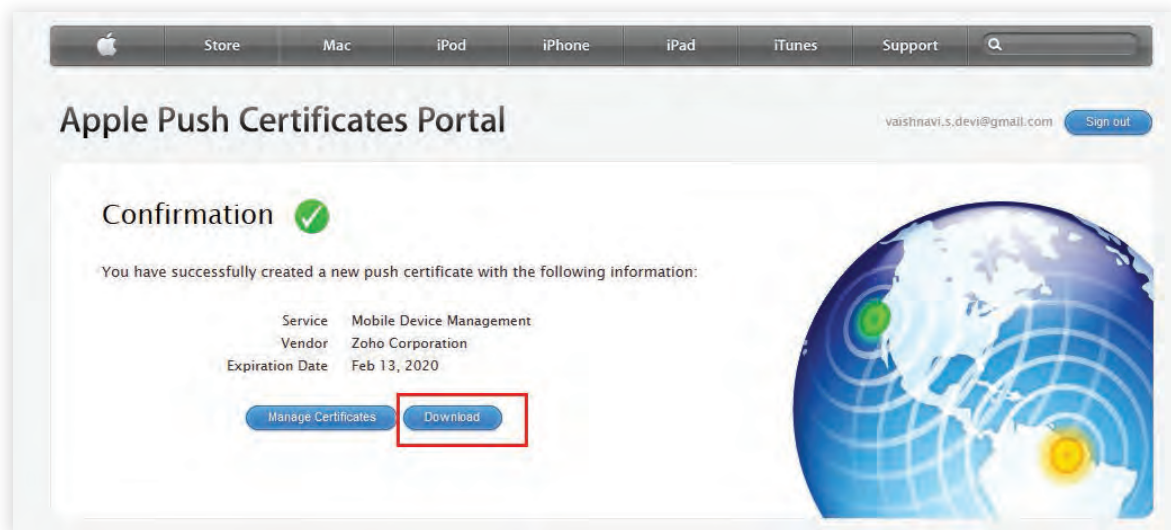 Store Mac iPod iPhone iPad iTunes Support
Apple Push Certificates Portal
vaishnavi.s.devi@gmail.com Sign out
Confirmation
You have successfully created a new push certificate with the following information:
Service Mobile Device Management
Vendor Zoho Corporation
Expiration Date Feb 13, 2020
Manage Certificates Download